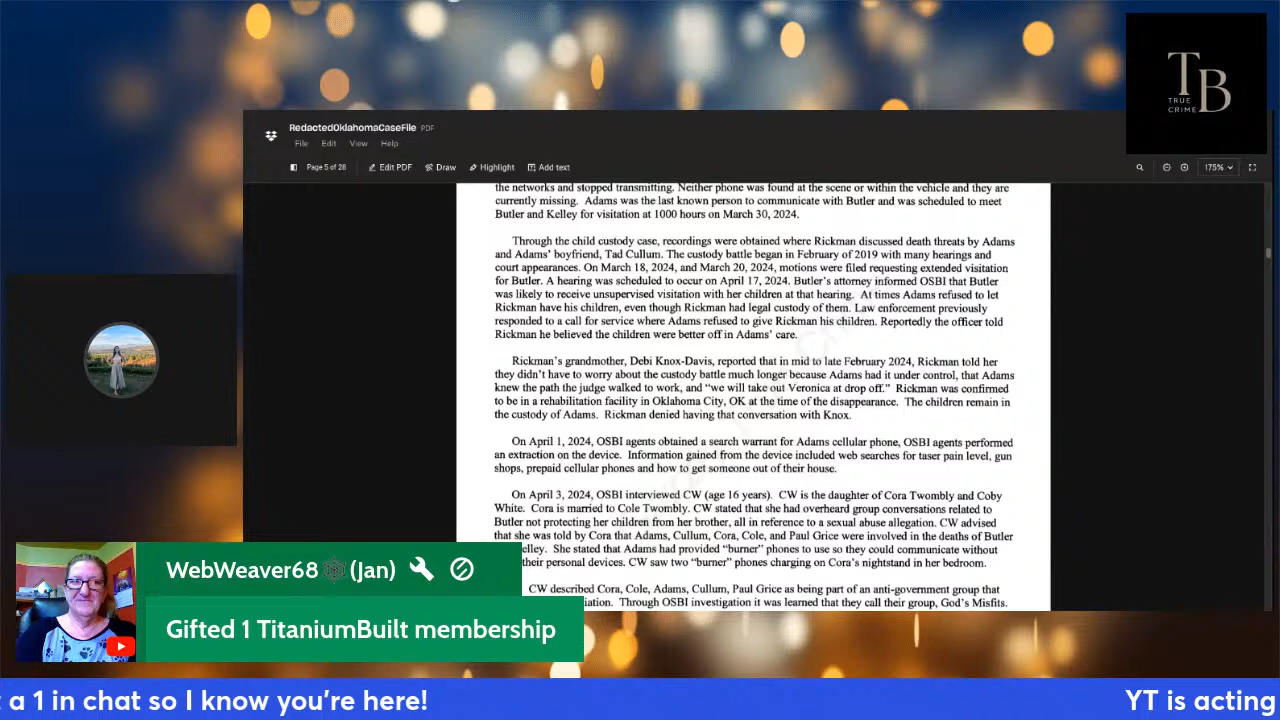 TB
TRUE
CRIME
RedactedOklahomaCaseFile PDF
File Edit View Help
Page 5 of 28 Edit PDF Draw Highlight Add text 175%
the networks and stopped transmitting. Neither phone was found at the scene or within the vehicle and they are
currently missing. Adams was the last known person to communicate with Butler and was scheduled to meet
Butler and Kelley for visitation at 1000 hours on March 30, 2024.
Through the child custody case, recordings were obtained where Rickman discussed death threats by Adams
and Adams' boyfriend, Tad Cullum. The custody battle began in February of 2019 with many hearings and
court appearances. On March 18, 2024, and March 20, 2024, motions were filed requesting extended visitation
for Butler. A hearing was scheduled to occur on April 17, 2024. Butler's attorney informed OSBI that Butler
was likely to receive unsupervised visitation with her children at that hearing. At times Adams refused to let
Rickman have his children, even though Rickman had legal custody of them. Law enforcement previously
responded to a call for service where Adams refused to give Rickman his children. Reportedly the officer told
Rickman he believed the children were better off in Adams' care.
Rickman's grandmother, Debi Knox-Davis, reported that in mid to late February 2024, Rickman told her
they didn't have to worry about the custody battle much longer because Adams had it under control, that Adams
knew the path the judge walked to work, and "we will take out Veronica at drop off." Rickman was confirmed
to be in a rehabilitation facility in Oklahoma City, OK at the time of the disappearance. The children remain in
the custody of Adams. Rickman denied having that conversation with Knox.
On April 1, 2024, OSBI agents obtained a search warrant for Adams cellular phone, OSBI agents performed
an extraction on the device. Information gained from the device included web searches for taser pain level, gun
shops, prepaid cellular phones and how to get someone out of their house.
On April 3, 2024, OSBI interviewed CW (age 16 years). CW is the daughter of Cora Twombly and Coby
White. Cora is married to Cole Twombly. CW stated that she had overheard group conversations related to
Butler not protecting her children from her brother, all in reference to a sexual abuse allegation. CW advised
that she was told by Cora that Adams, Cullum, Cora, Cole, and Paul Grice were involved in the deaths of Butler
elley. She stated that Adams had provided "burner" phones to use so they could communicate without
their personal devices. CW saw two "burner" phones charging on Cora's nightstand in her bedroom.
CW described Cora, Cole, Adams, Cullum, Paul Grice as being part of an anti-government group that
iation. Through OSBI investigation it was learned that they call their group, God's Misfits.
WebWeaver68🕸️(Jan)
Gifted 1 TitaniumBuilt membership
a 1 in chat so I know you're here! YT is acting